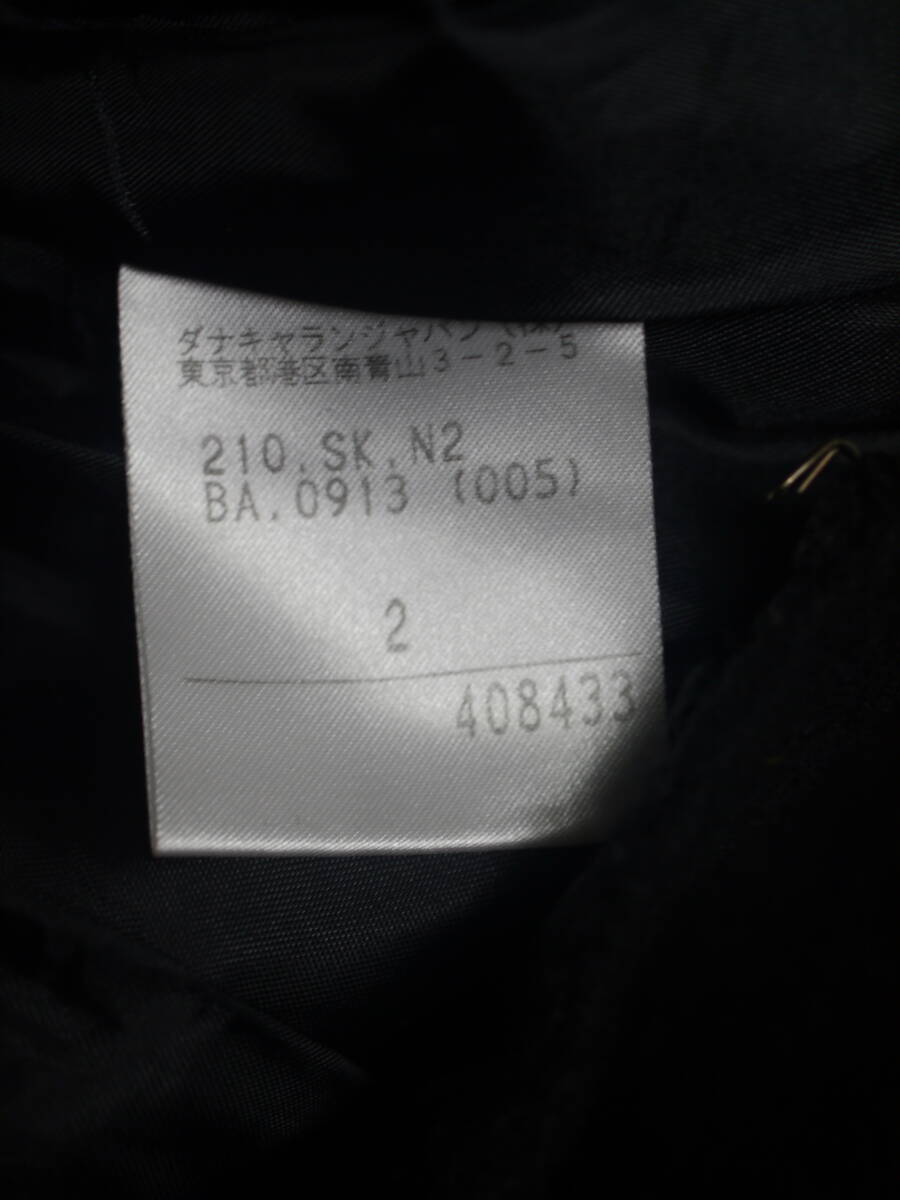 ダナキャランジャパン(株)
東京都港区南青山3-2-5
210.SK.N2
BA.0913 (005)
2
408433